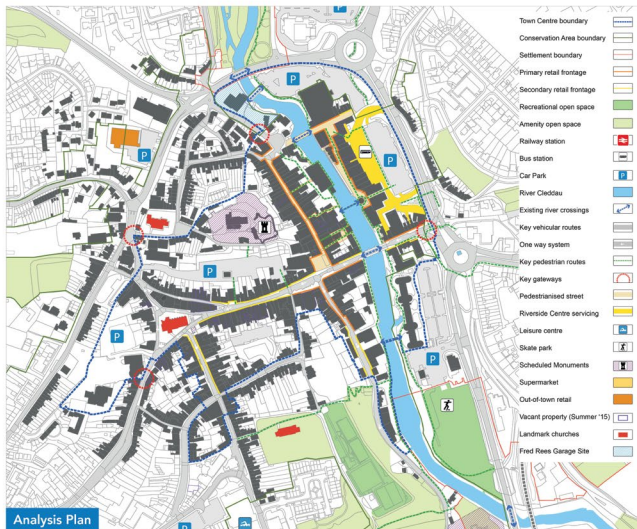 Town Centre boundary
Conservation Area boundary
Settlement boundary
Primary retail frontage
Secondary retail frontage
Recreational open space
Amenity open space
Railway station
Bus station
Car Park
P
River Cleddau
Existing river crossings
Key vehicular routes
One way system
Key pedestrian routes
Key gateways
Pedestrianised street
Riverside Centre servicing
Leisure centre
Skate park
Scheduled Monuments
Supermarket
Out-of-town retail
Vacant property (Summer '15)
Landmark churches
Fred Rees Garage Site
P
P
P
P
P
P
P
P
P
Analysis Plan